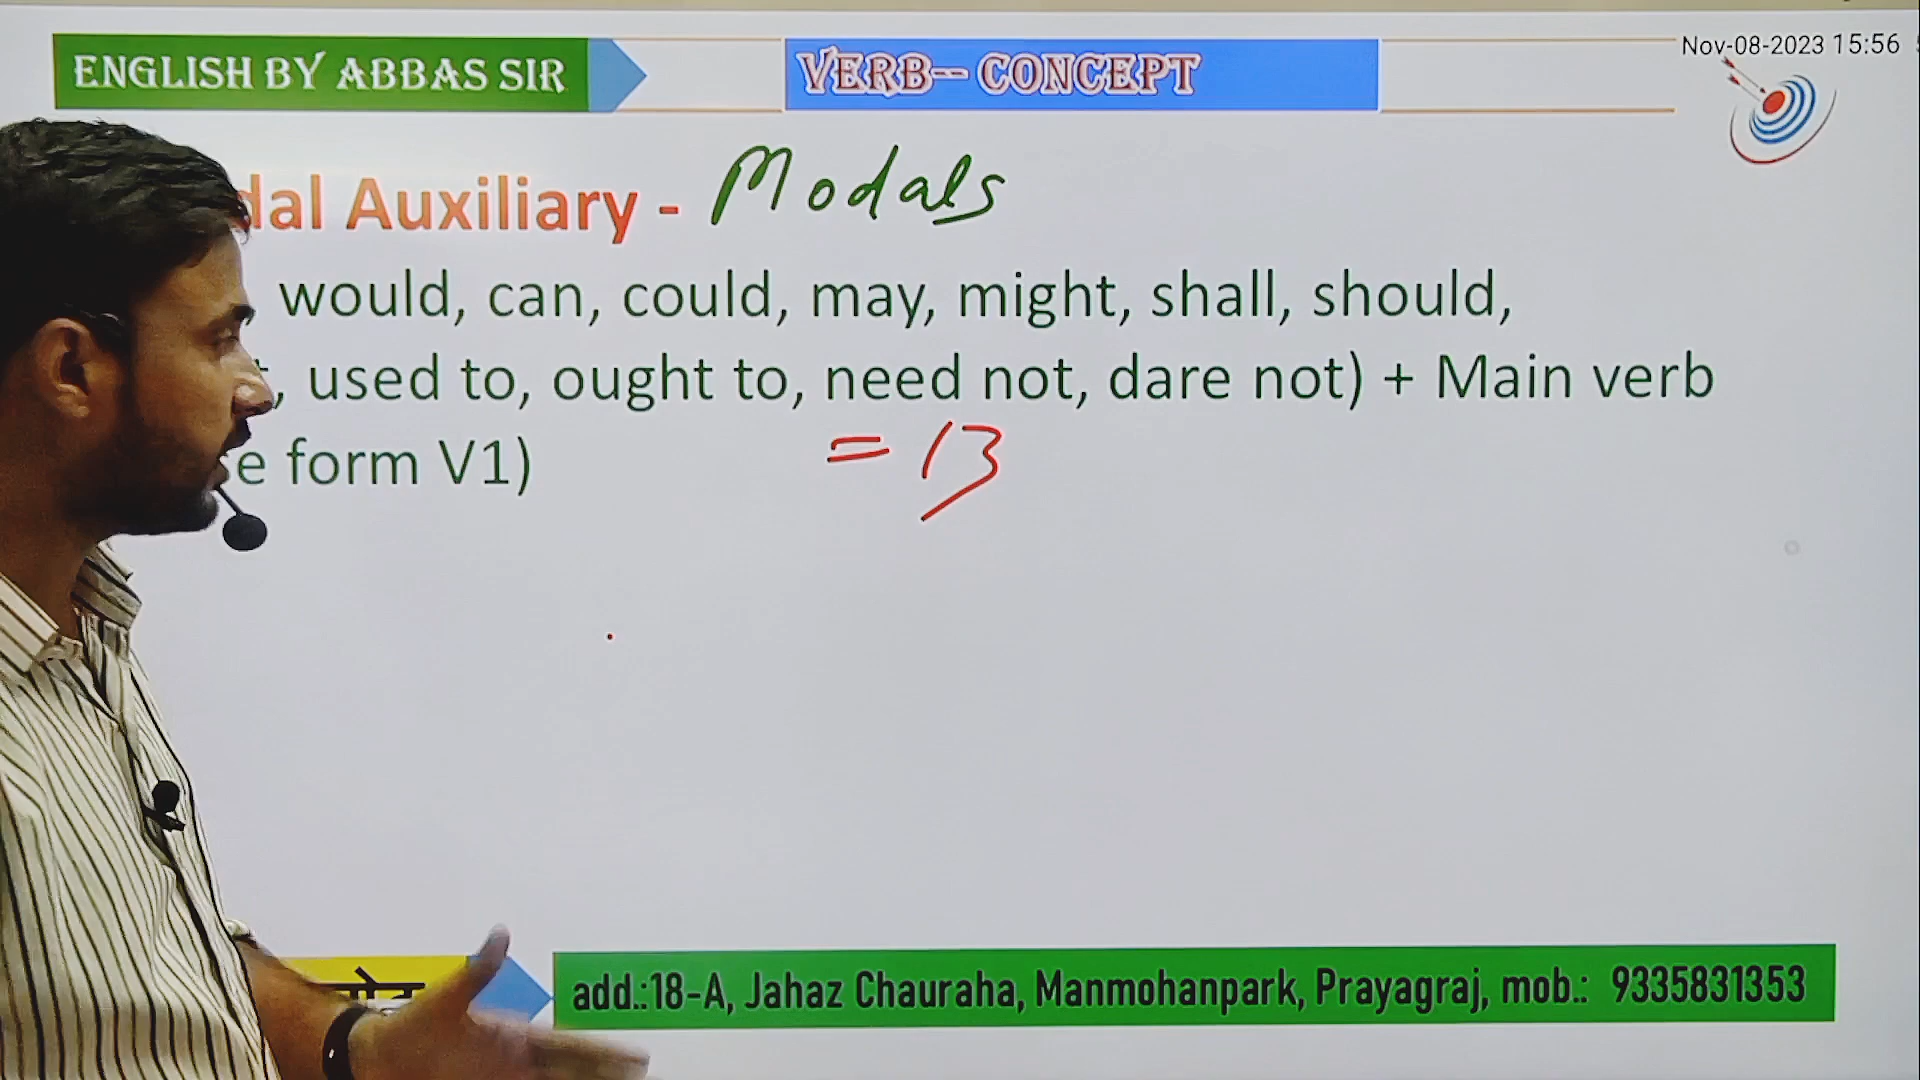 Nov-08-2023 15:56
ENGLISH BY ABBAS SIR
VERB– CONCEPT
dal Auxiliary - Modals
would, can, could, may, might, shall, should,
, used to, ought to, need not, dare not) + Main verb
e form V1)
= 13
add.:18-A, Jahaz Chauraha, Manmohanpark, Prayagraj, mob.: 9335831353